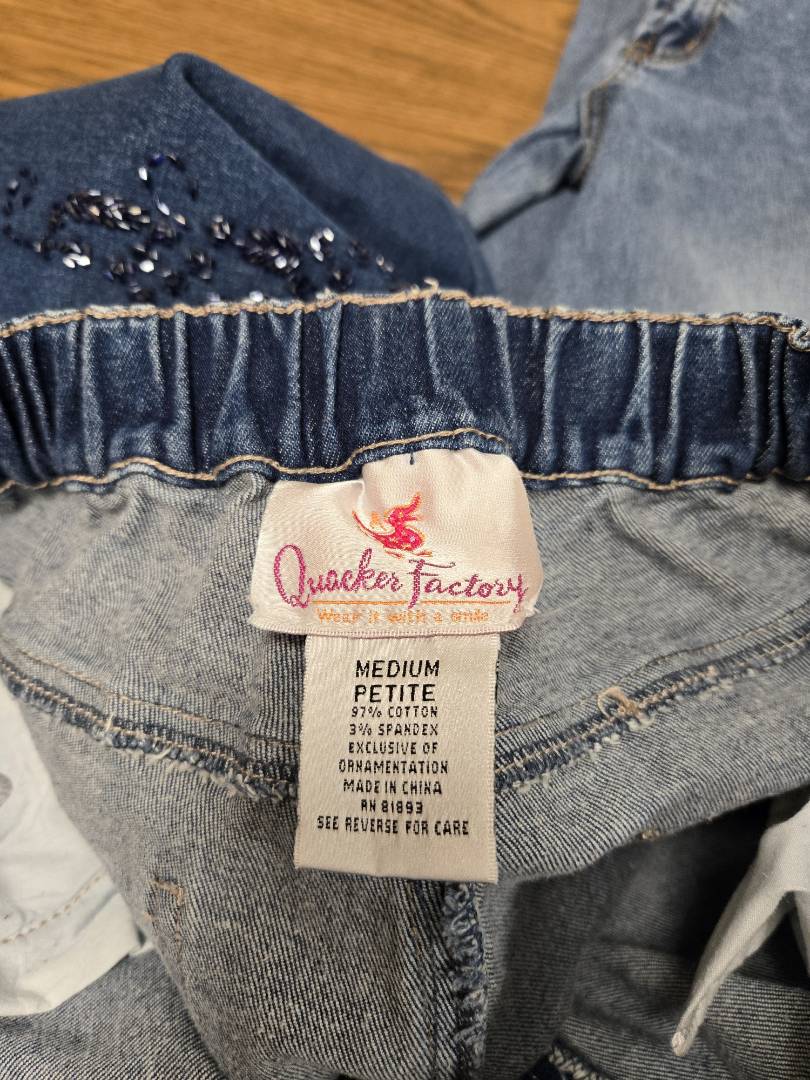 Quacker Factory
Wear it with a smile
MEDIUM
PETITE
97% COTTON
3% SPANDEX
EXCLUSIVE OF
ORNAMENTATION
MADE IN CHINA
RN 81893
SEE REVERSE FOR CARE